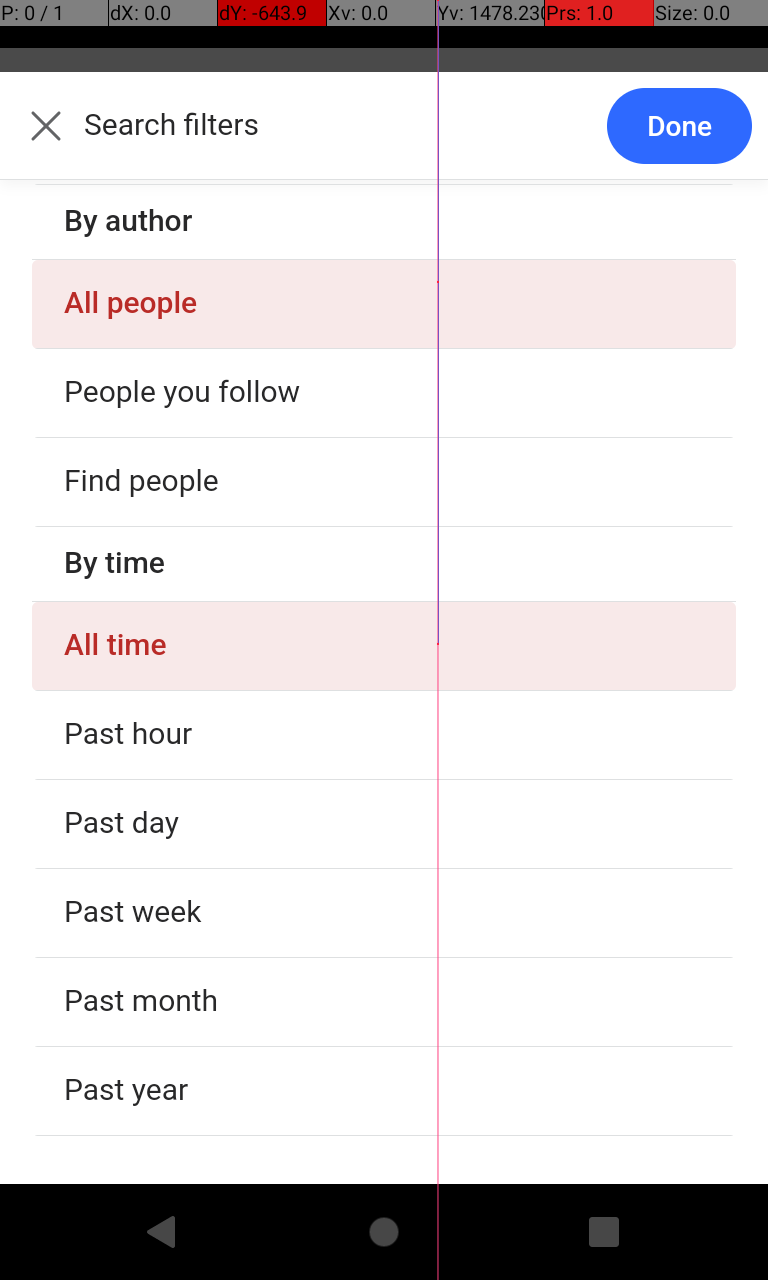 P: 0 / 1 dX: 0.0 dY: -643.9 Xv: 0.0 Yv: 1478.230 Prs: 1.0 Size: 0.0
Search filters Done
By author
All people
People you follow
Find people
By time
All time
Past hour
Past day
Past week
Past month
Past year